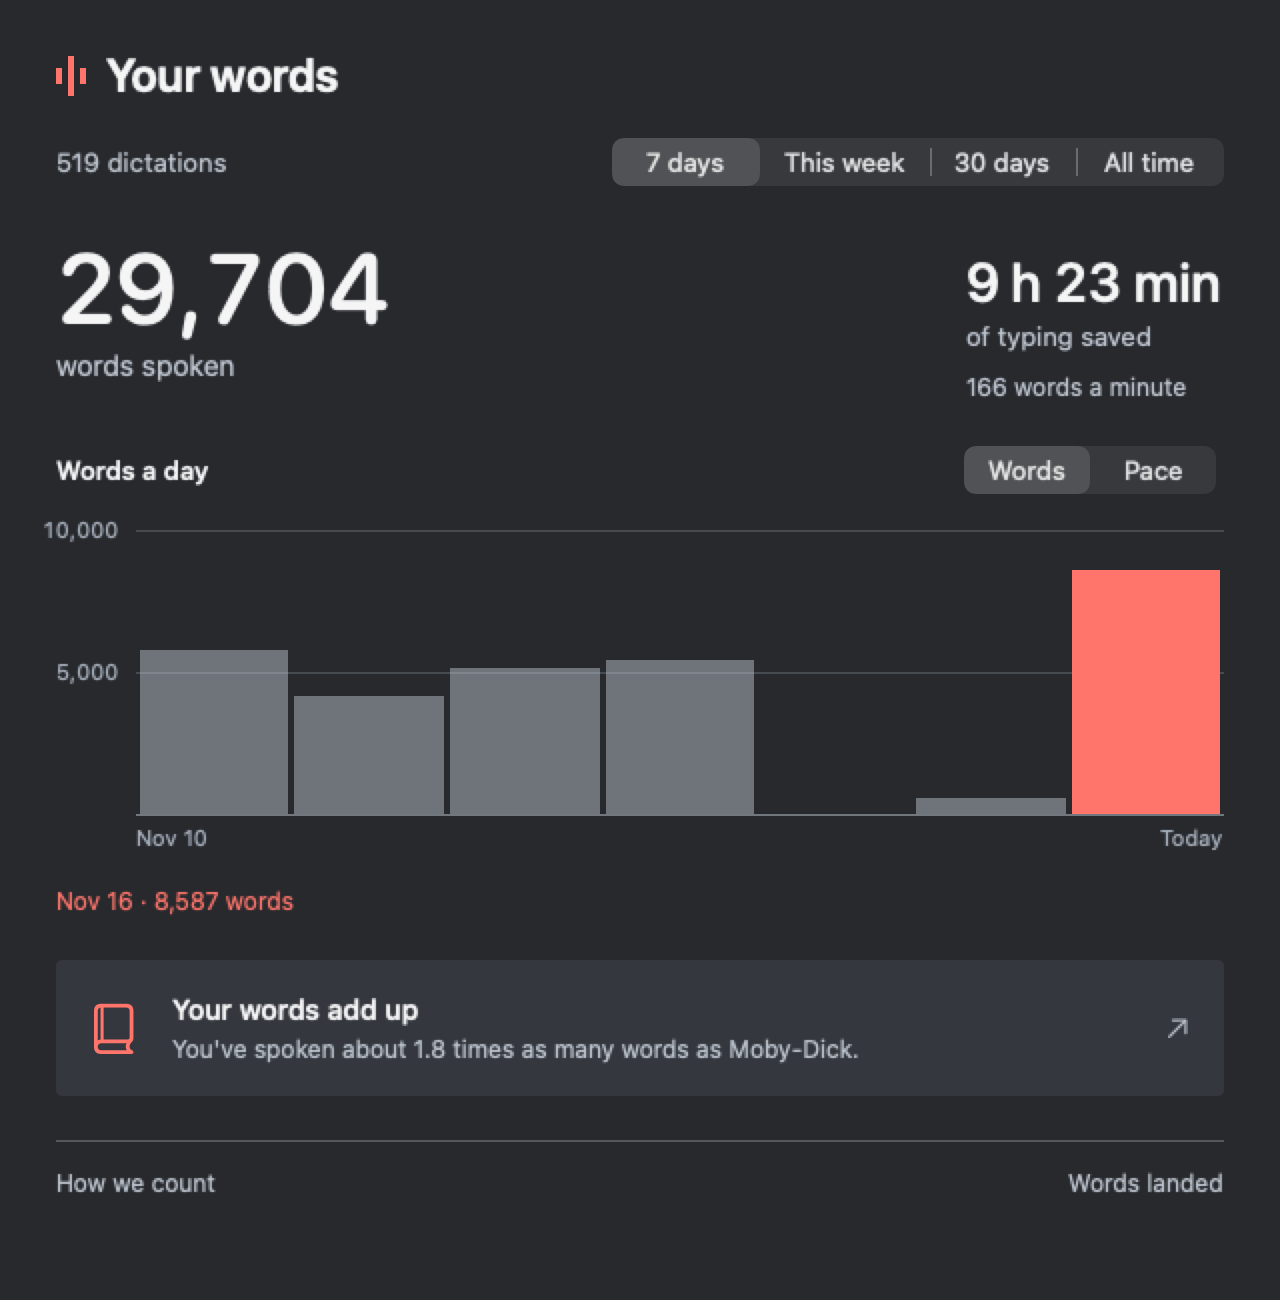 Your words
519 dictations
7 days
This week
30 days
All time
29,704
words spoken
9 h 23 min
of typing saved
166 words a minute
Words a day
Words
Pace
10,000
5,000
Nov 10
Today
Nov 16 · 8,587 words
Your words add up
You've spoken about 1.8 times as many words as Moby-Dick.
How we count
Words landed